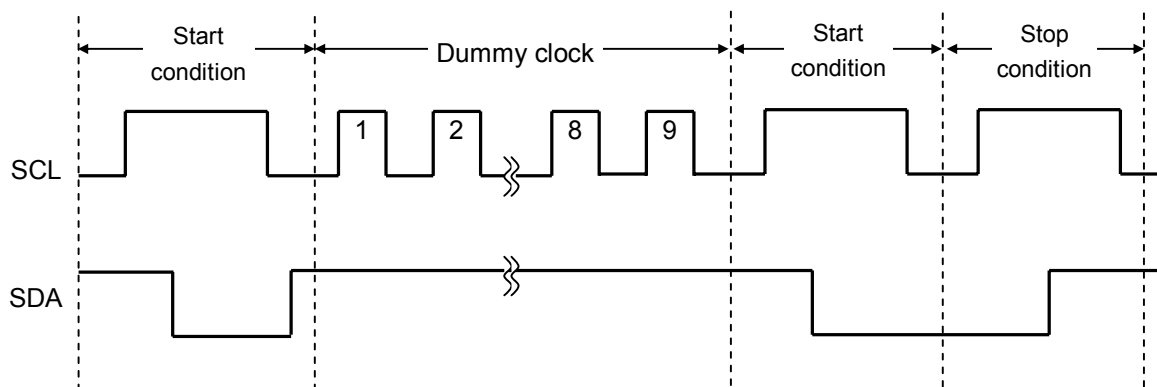 Start
condition
Dummy clock
Start
condition
Stop
condition
SCL
1
2
8
9
SDA